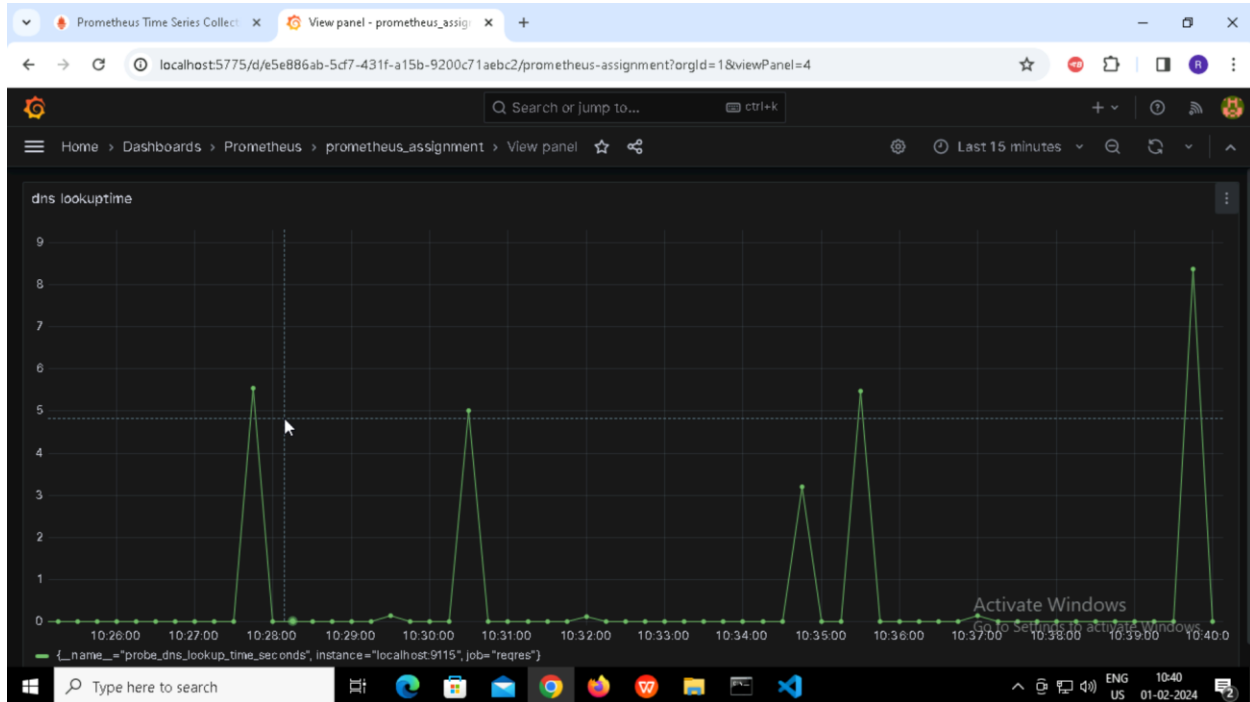 Prometheus Time Series Collect
View panel - prometheus_assig
localhost:5775/d/e5e886ab-5cf7-431f-a15b-9200c71aebc2/prometheus-assignment?orgId=1&viewPanel=4
R
Search or jump to...
ctrl+k
Home › Dashboards › Prometheus › prometheus_assignment › View panel
Last 15 minutes
dns lookuptime
9
8
7
6
5
4
3
2
1
0
10:26:00 10:27:00 10:28:00 10:29:00 10:30:00 10:31:00 10:32:00 10:33:00 10:34:00 10:35:00 10:36:00 10:37:00 10:38:00 10:39:00 10:40:0
Activate Windows
Go to Settings to activate Windows.
{__name__="probe_dns_lookup_time_seconds", instance="localhost:9115", job="reqres"}
Type here to search
ENG
US
10:40
01-02-2024
2